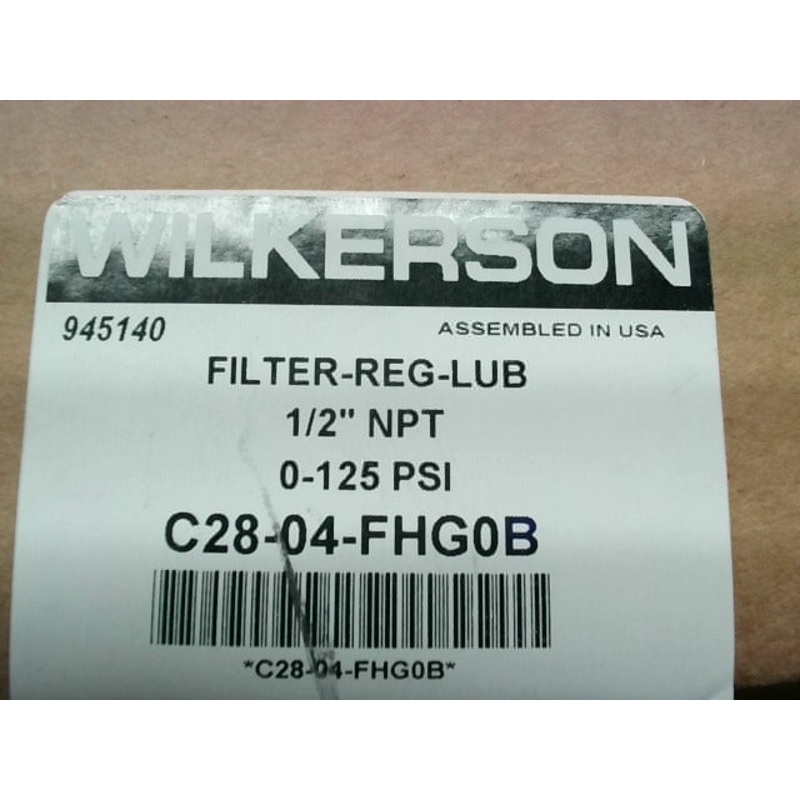 WILKERSON
945140 ASSEMBLED IN USA
FILTER-REG-LUB
1/2" NPT
0-125 PSI
C28-04-FHG0B
*C28-04-FHG0B*